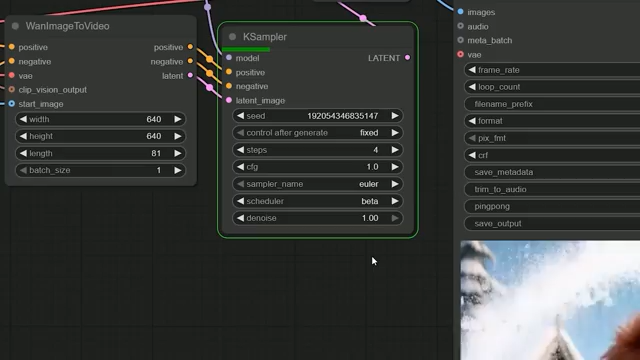 WanImageToVideo
positive positive
negative negative
vae latent
clip_vision_output
start_image
width 640
height 640
length 81
batch_size 1
KSampler
model LATENT
positive
negative
latent_image
seed 192054346835147
control after generate fixed
steps 4
cfg 1.0
sampler_name euler
scheduler beta
denoise 1.00
images
audio
meta_batch
vae
frame_rate
loop_count
filename_prefix
format
pix_fmt
crf
save_metadata
trim_to_audio
pingpong
save_output